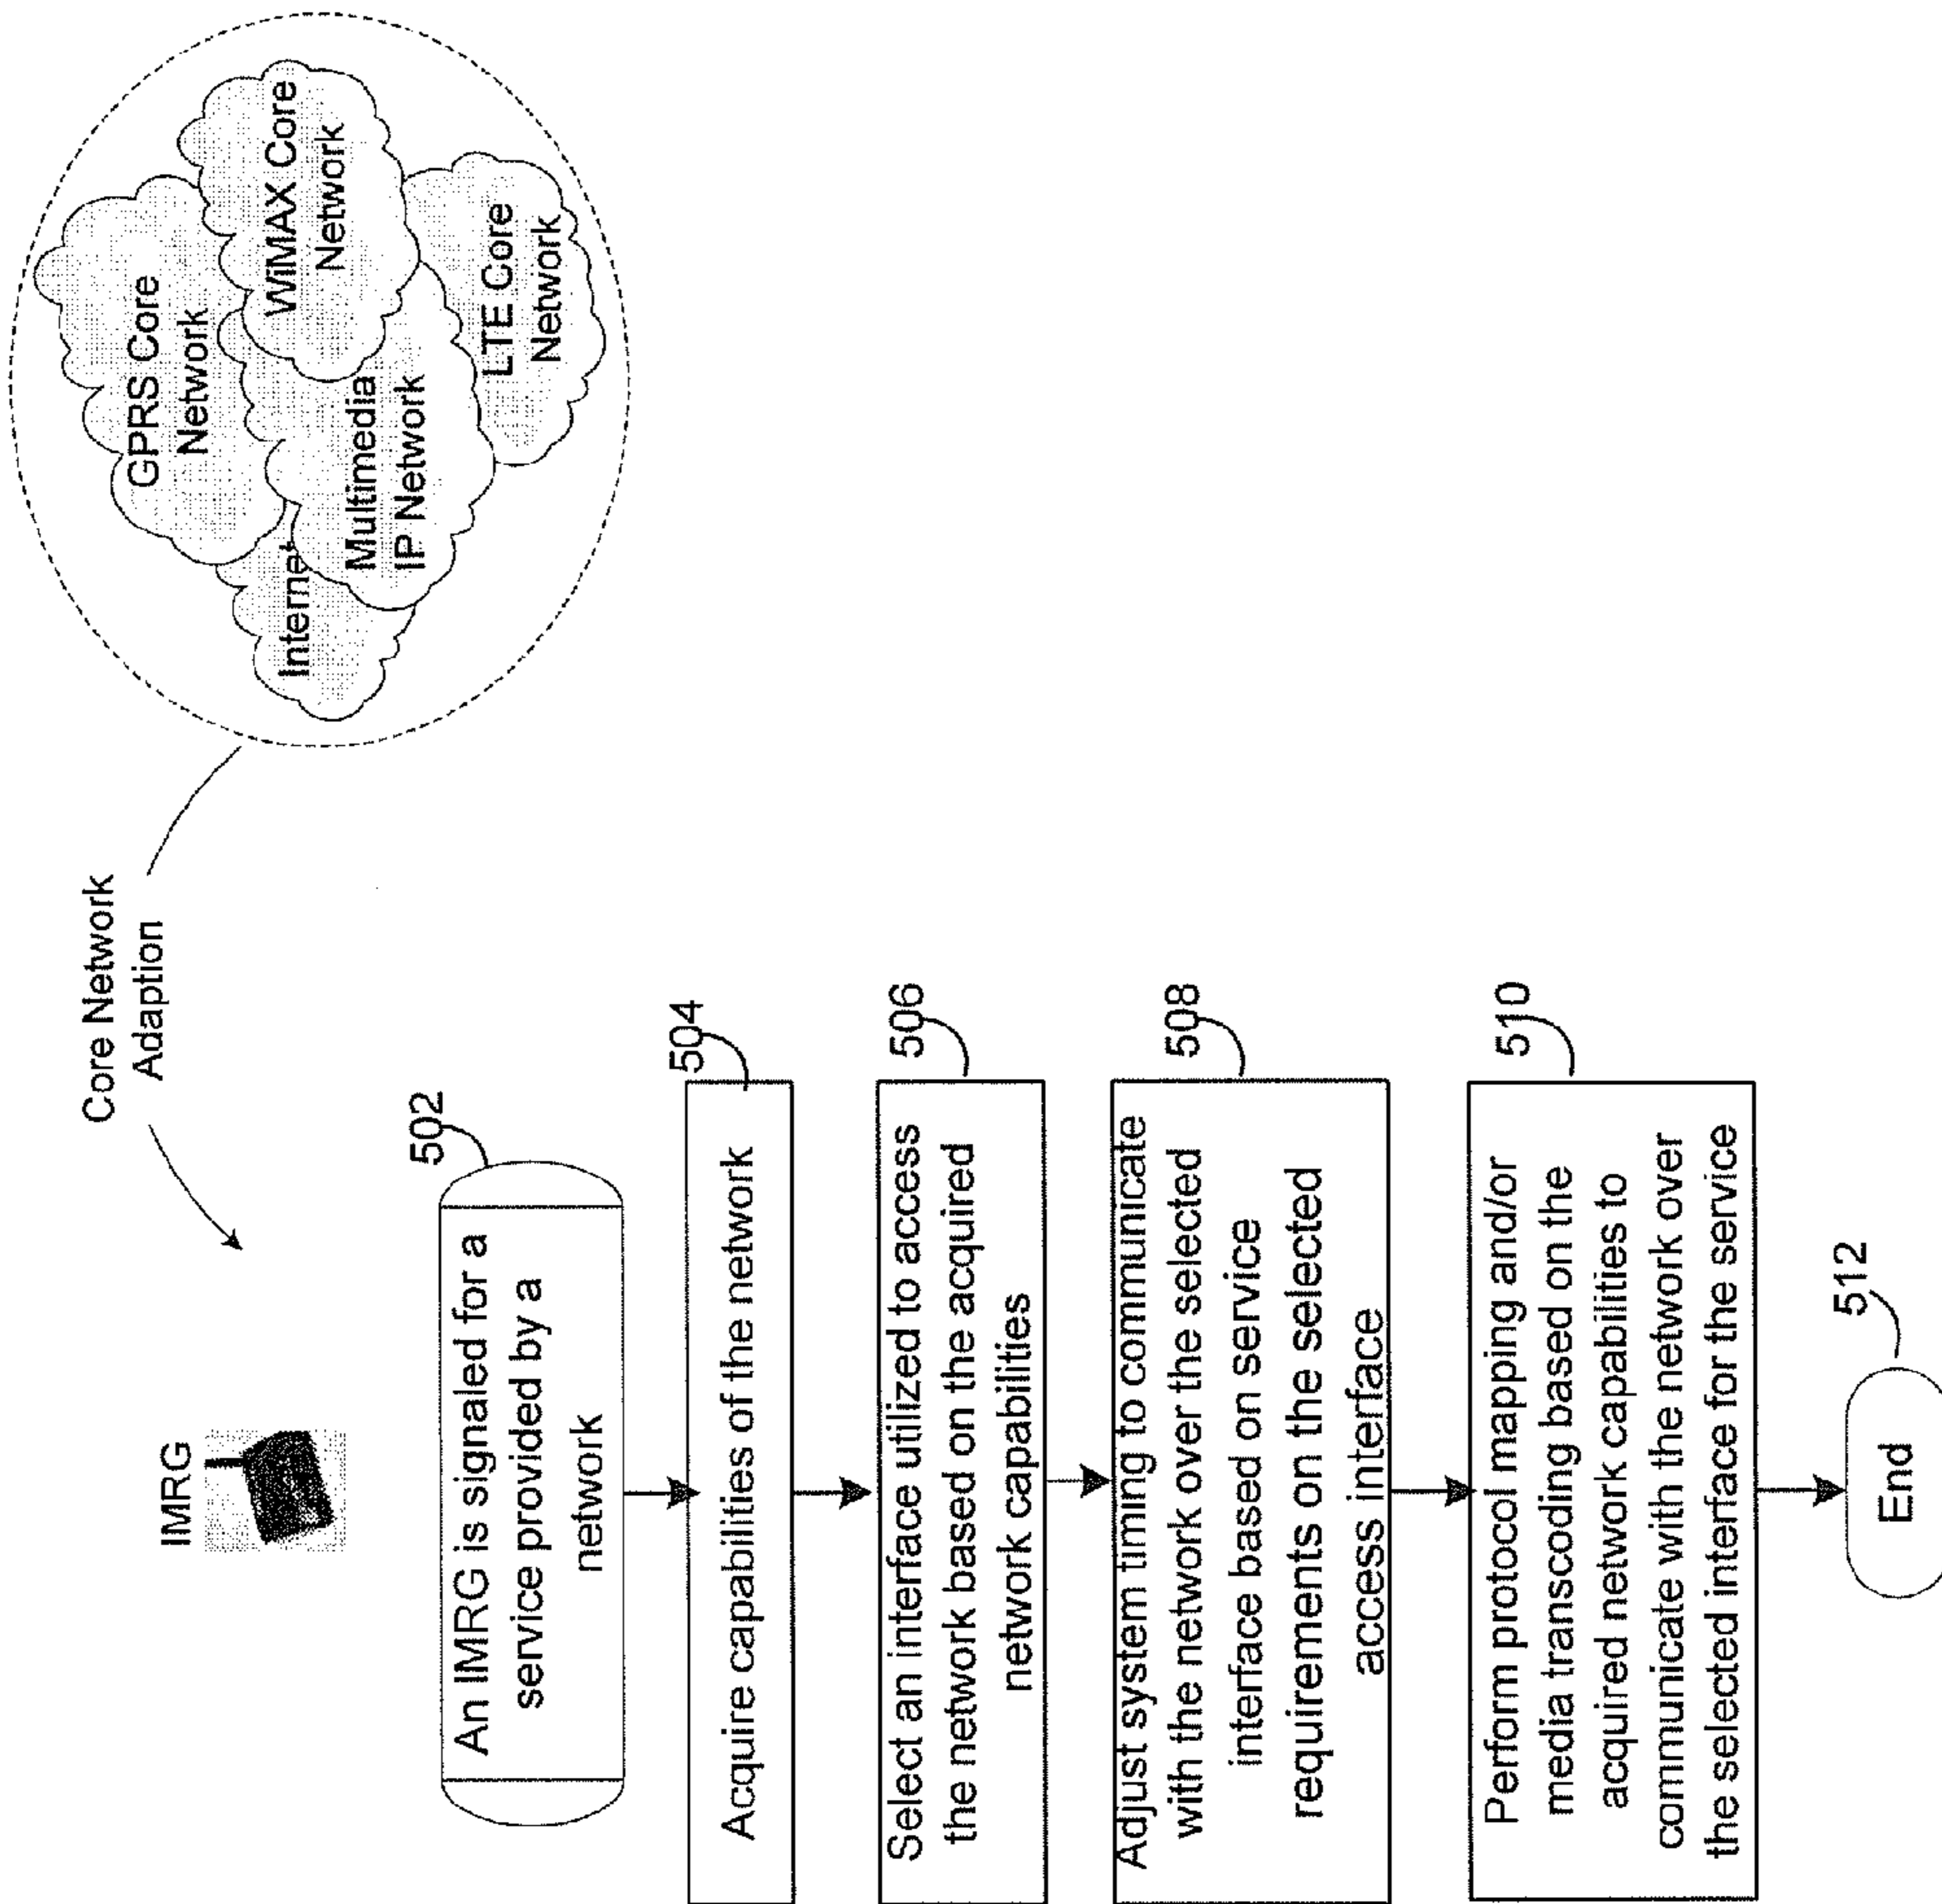 IMRG
Core Network
Adaption
GPRS Core
Network
WiMAX Core
Network
Internet
Multimedia
IP Network
LTE Core
Network
502
An IMRG is signaled for a
service provided by a
network
504
Acquire capabilities of the network
506
Select an interface utilized to access
the network based on the acquired
network capabilities
508
Adjust system timing to communicate
with the network over the selected
interface based on service
requirements on the selected
access interface
510
Perform protocol mapping and/or
media transcoding based on the
acquired network capabilities to
communicate with the network over
the selected interface for the service
512
End